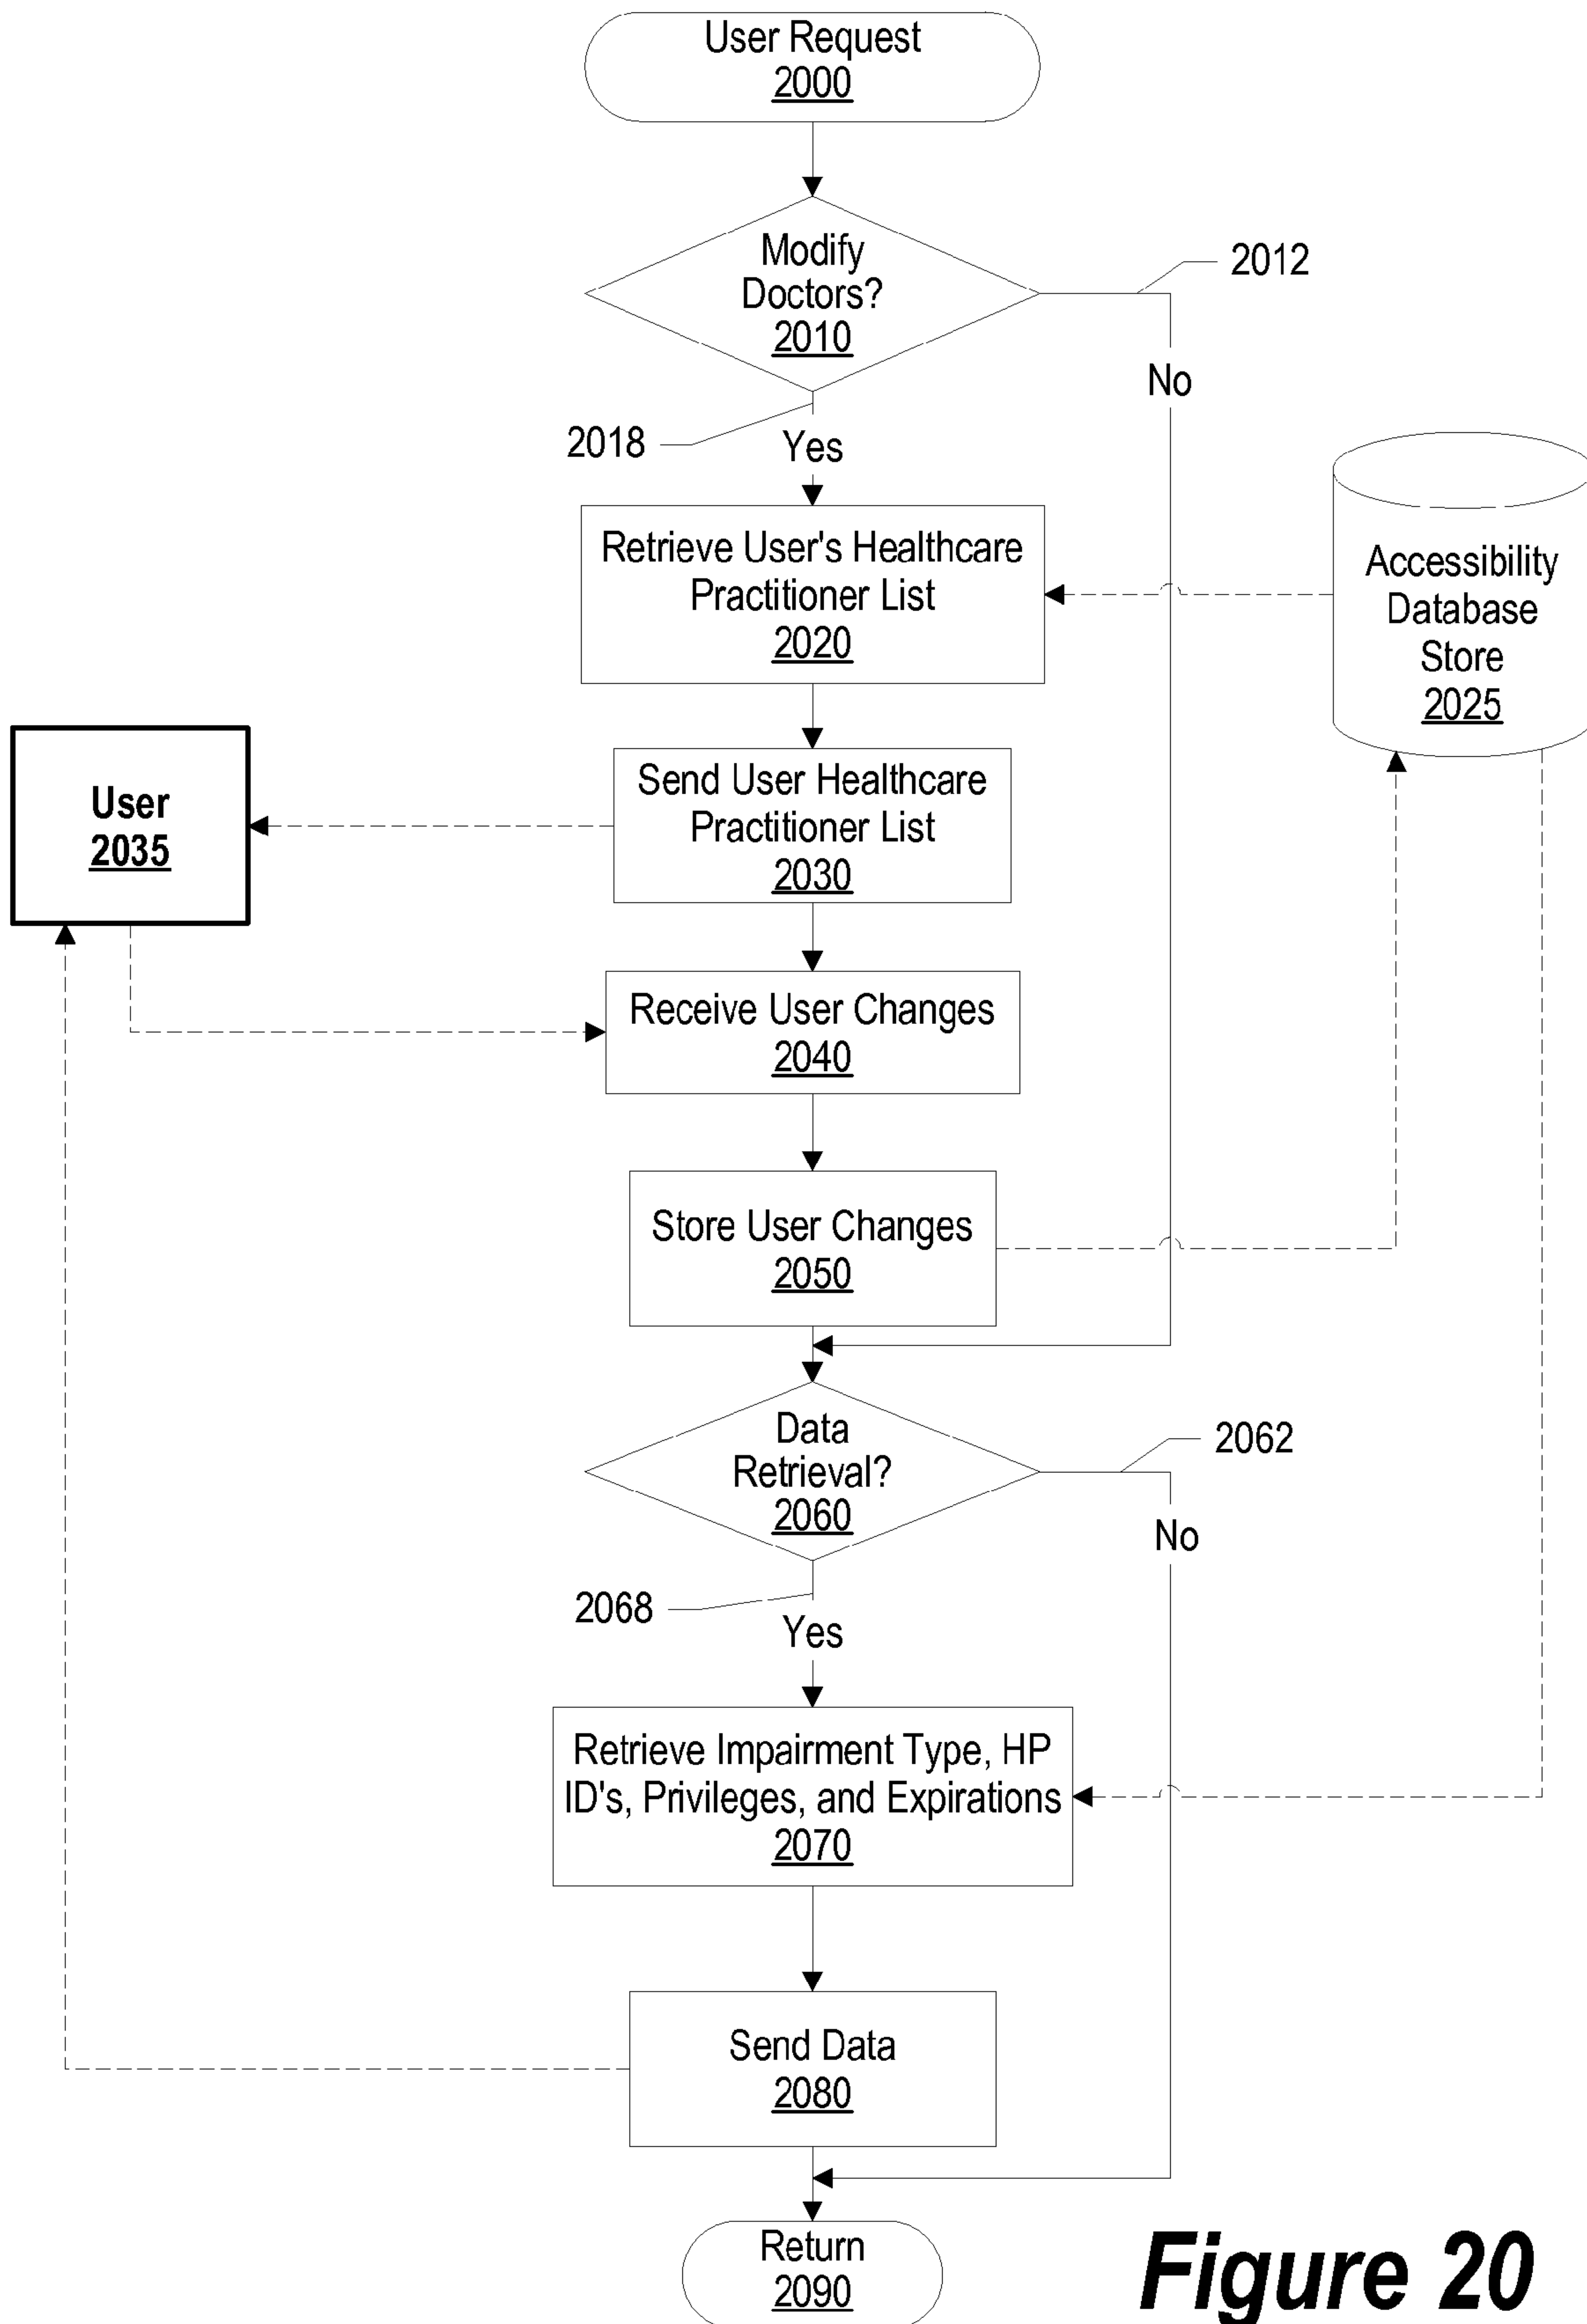 User Request
2000
Modify
Doctors?
2010
2012
No
2018
Yes
Retrieve User's Healthcare
Practitioner List
2020
Accessibility
Database
Store
2025
User
2035
Send User Healthcare
Practitioner List
2030
Receive User Changes
2040
Store User Changes
2050
Data
Retrieval?
2060
2062
No
2068
Yes
Retrieve Impairment Type, HP
ID's, Privileges, and Expirations
2070
Send Data
2080
Return
2090
Figure 20